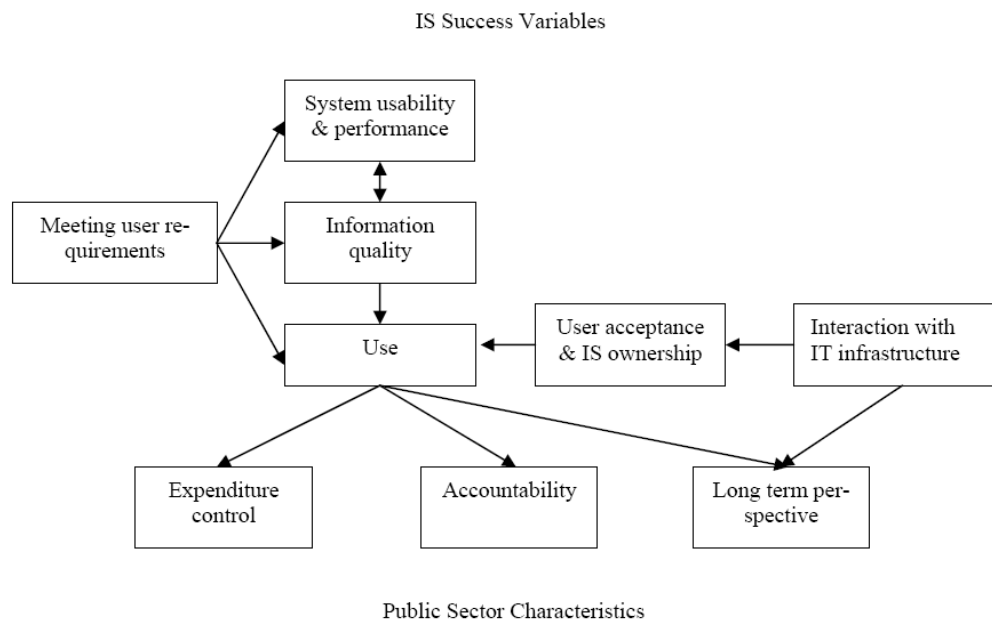 IS Success Variables
System usability
& performance
Meeting user re-
quirements
Information
quality
Use
User acceptance
& IS ownership
Interaction with
IT infrastructure
Expenditure
control
Accountability
Long term per-
spective
Public Sector Characteristics